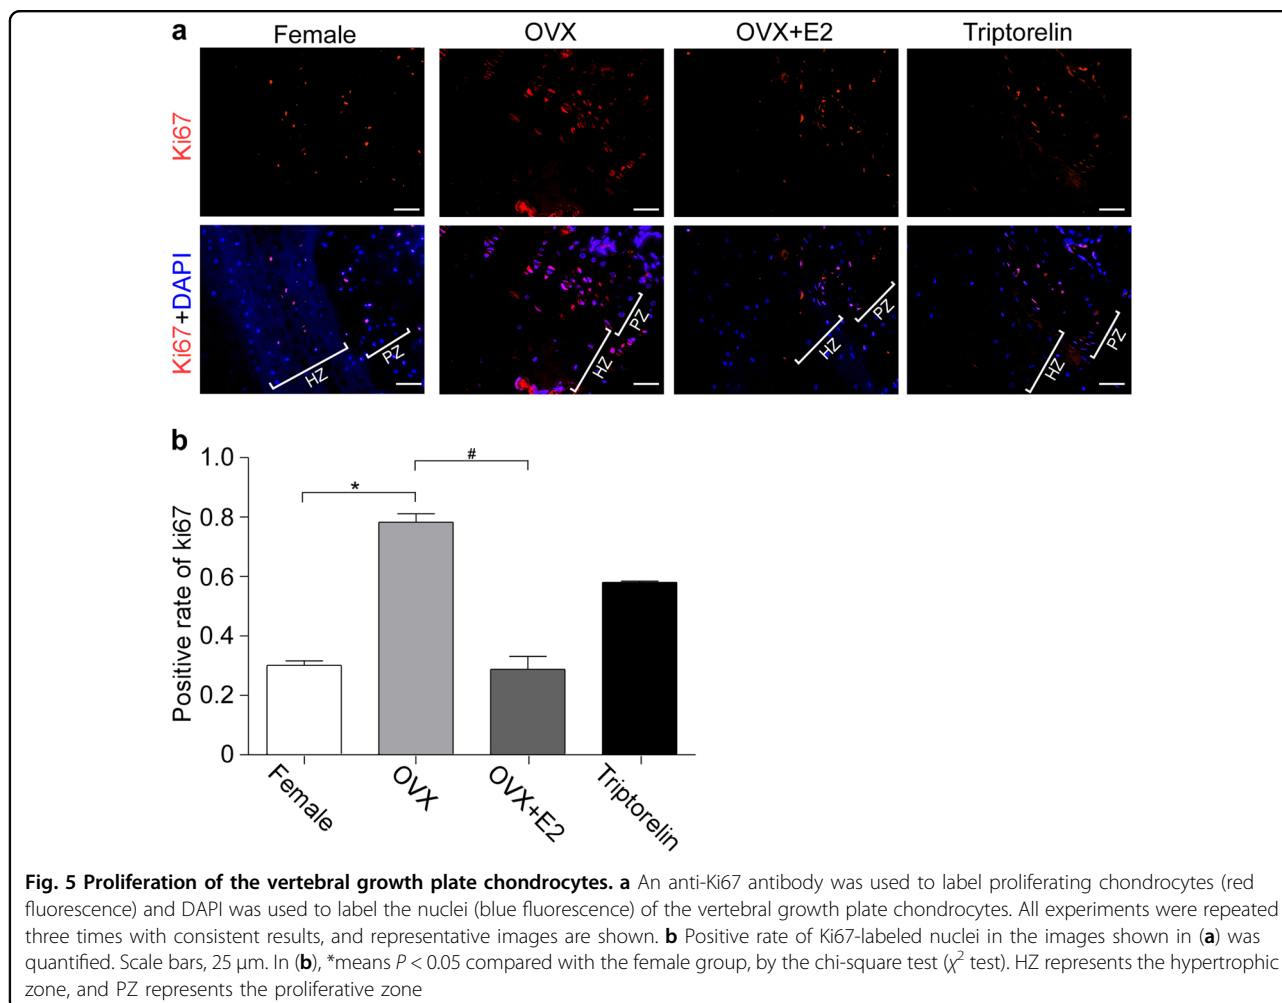 a
Female
OVX
OVX+E2
Triptorelin
Ki67
Ki67+DAPI
HZ
PZ
HZ
PZ
HZ
PZ
HZ
PZ
b
Positive rate of ki67
1.0
0.8
0.6
0.4
0.2
0
*
#
Female
OVX
OVX+E2
Triptorelin
Fig. 5 Proliferation of the vertebral growth plate chondrocytes. a An anti-Ki67 antibody was used to label proliferating chondrocytes (red
fluorescence) and DAPI was used to label the nuclei (blue fluorescence) of the vertebral growth plate chondrocytes. All experiments were repeated
three times with consistent results, and representative images are shown. b Positive rate of Ki67-labeled nuclei in the images shown in (a) was
quantified. Scale bars, 25 μm. In (b), *means P < 0.05 compared with the female group, by the chi-square test (χ² test). HZ represents the hypertrophic
zone, and PZ represents the proliferative zone